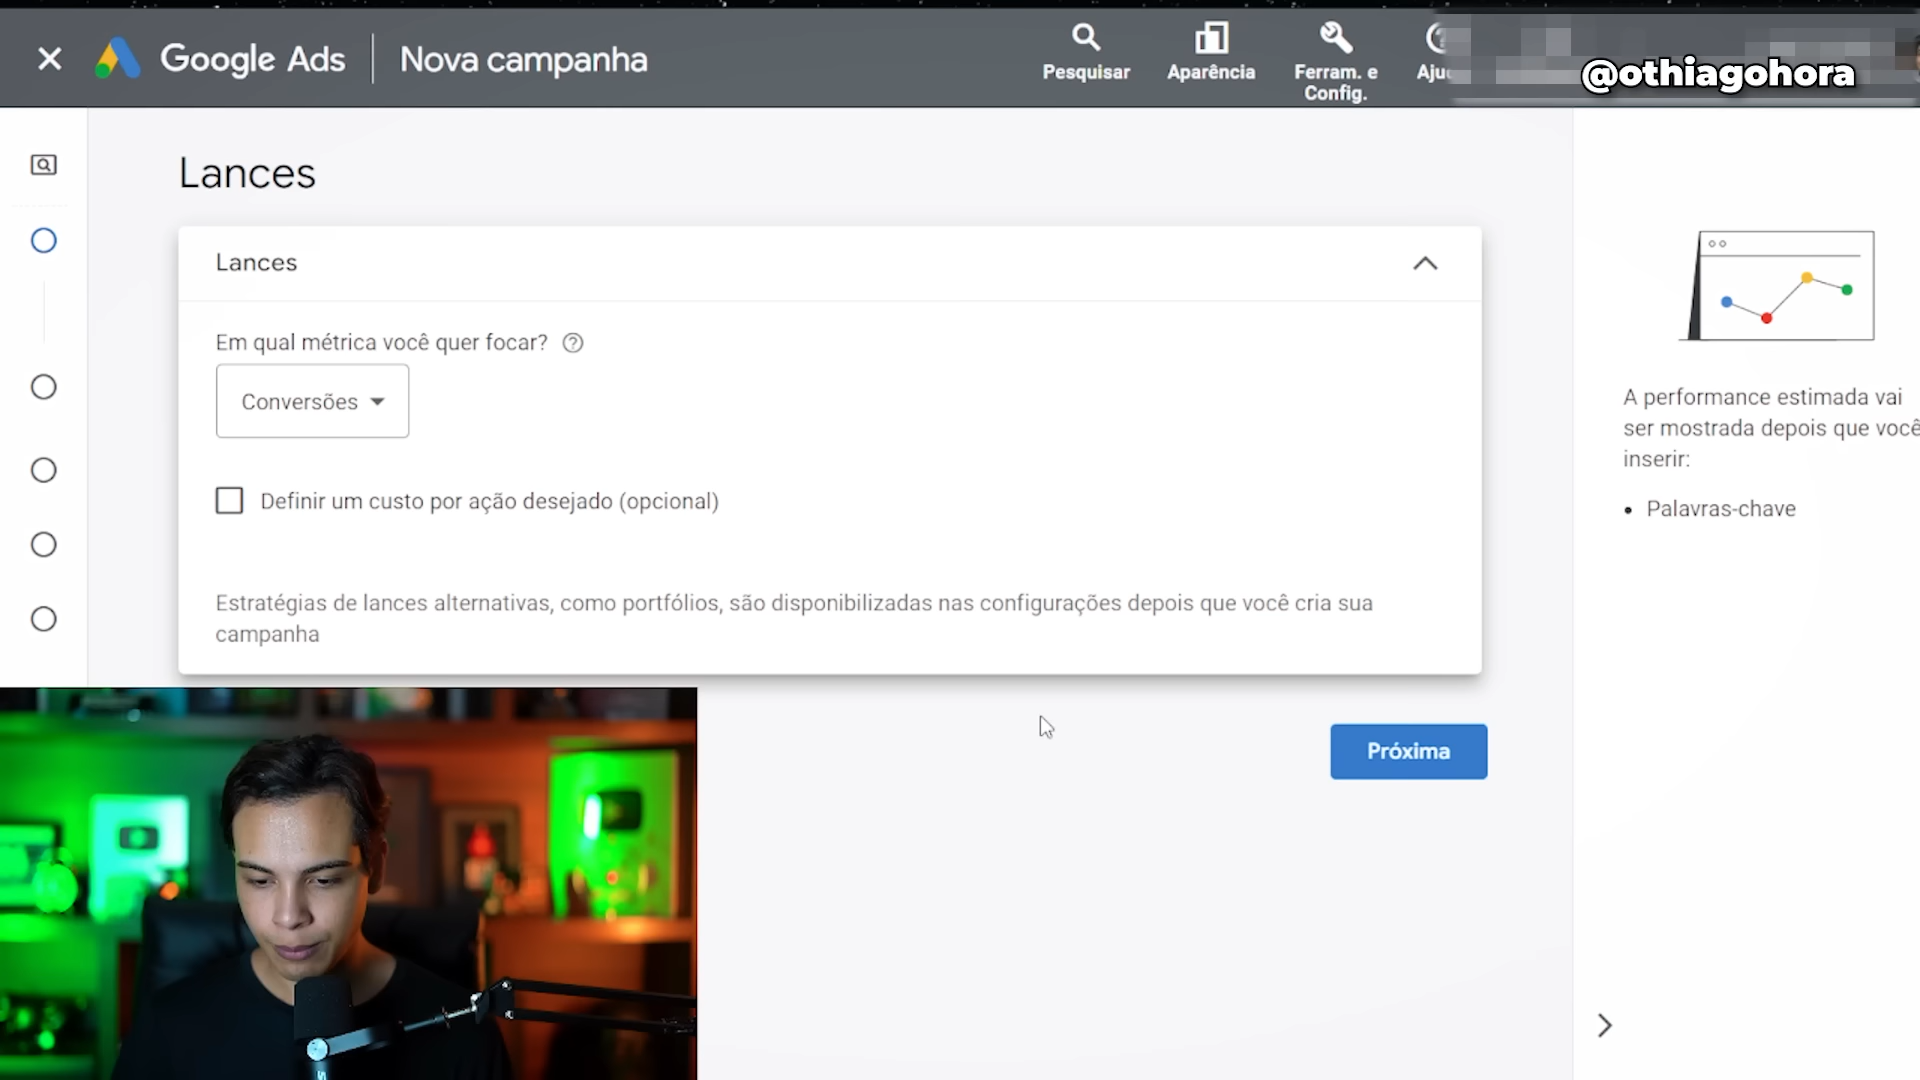 Google Ads
Nova campanha
Pesquisar
Aparência
Ferram. e
Config.
@othiagohora
Lances
Lances
Em qual métrica você quer focar?
Conversões
Definir um custo por ação desejado (opcional)
Estratégias de lances alternativas, como portfólios, são disponibilizadas nas configurações depois que você cria sua
campanha
Próxima
A performance estimada vai
ser mostrada depois que você
inserir:
• Palavras-chave